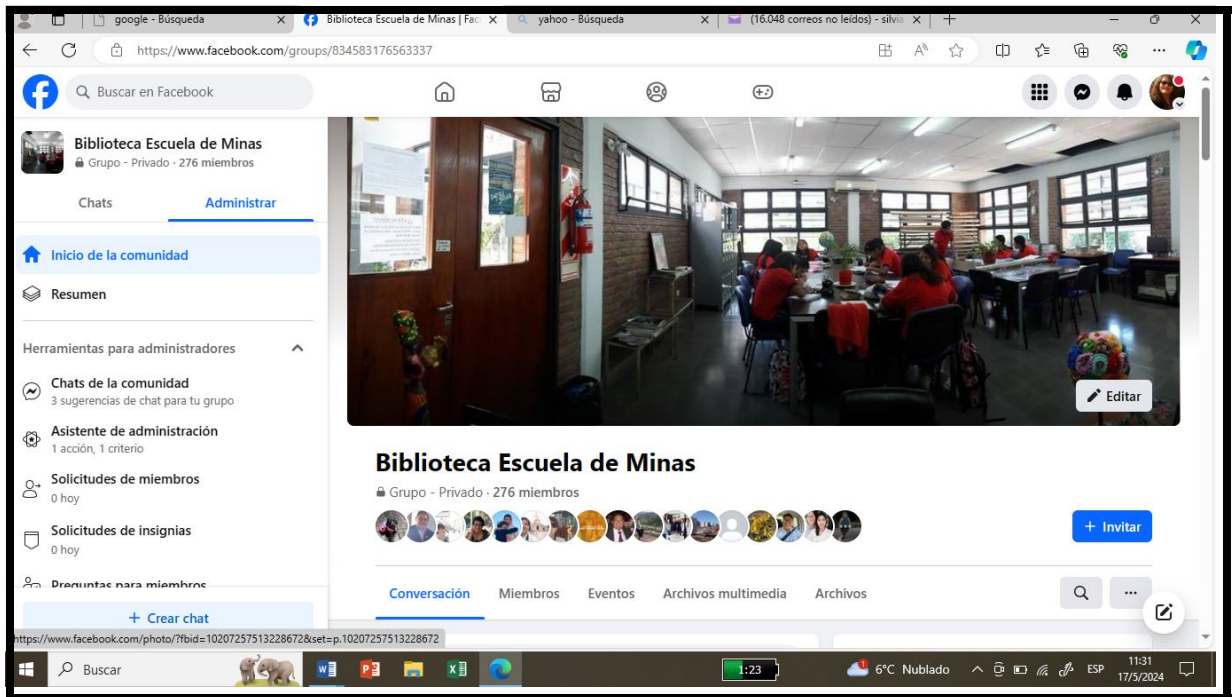 google - Búsqueda
Biblioteca Escuela de Minas | Fac
yahoo - Búsqueda
(16.048 correos no leídos) - silvia
https://www.facebook.com/groups/834583176563337
Buscar en Facebook
Biblioteca Escuela de Minas
Grupo - Privado · 276 miembros
Chats
Administrar
Inicio de la comunidad
Resumen
Herramientas para administradores
Chats de la comunidad
3 sugerencias de chat para tu grupo
Asistente de administración
1 acción, 1 criterio
Solicitudes de miembros
0 hoy
Solicitudes de insignias
0 hoy
Preguntas para miembros
+ Crear chat
Editar
Biblioteca Escuela de Minas
Grupo - Privado · 276 miembros
+ Invitar
Conversación
Miembros
Eventos
Archivos multimedia
Archivos
https://www.facebook.com/photo/?fbid=10207257513228672&set=p.10207257513228672
Buscar
1:23
6°C Nublado
ESP
11:31
17/5/2024